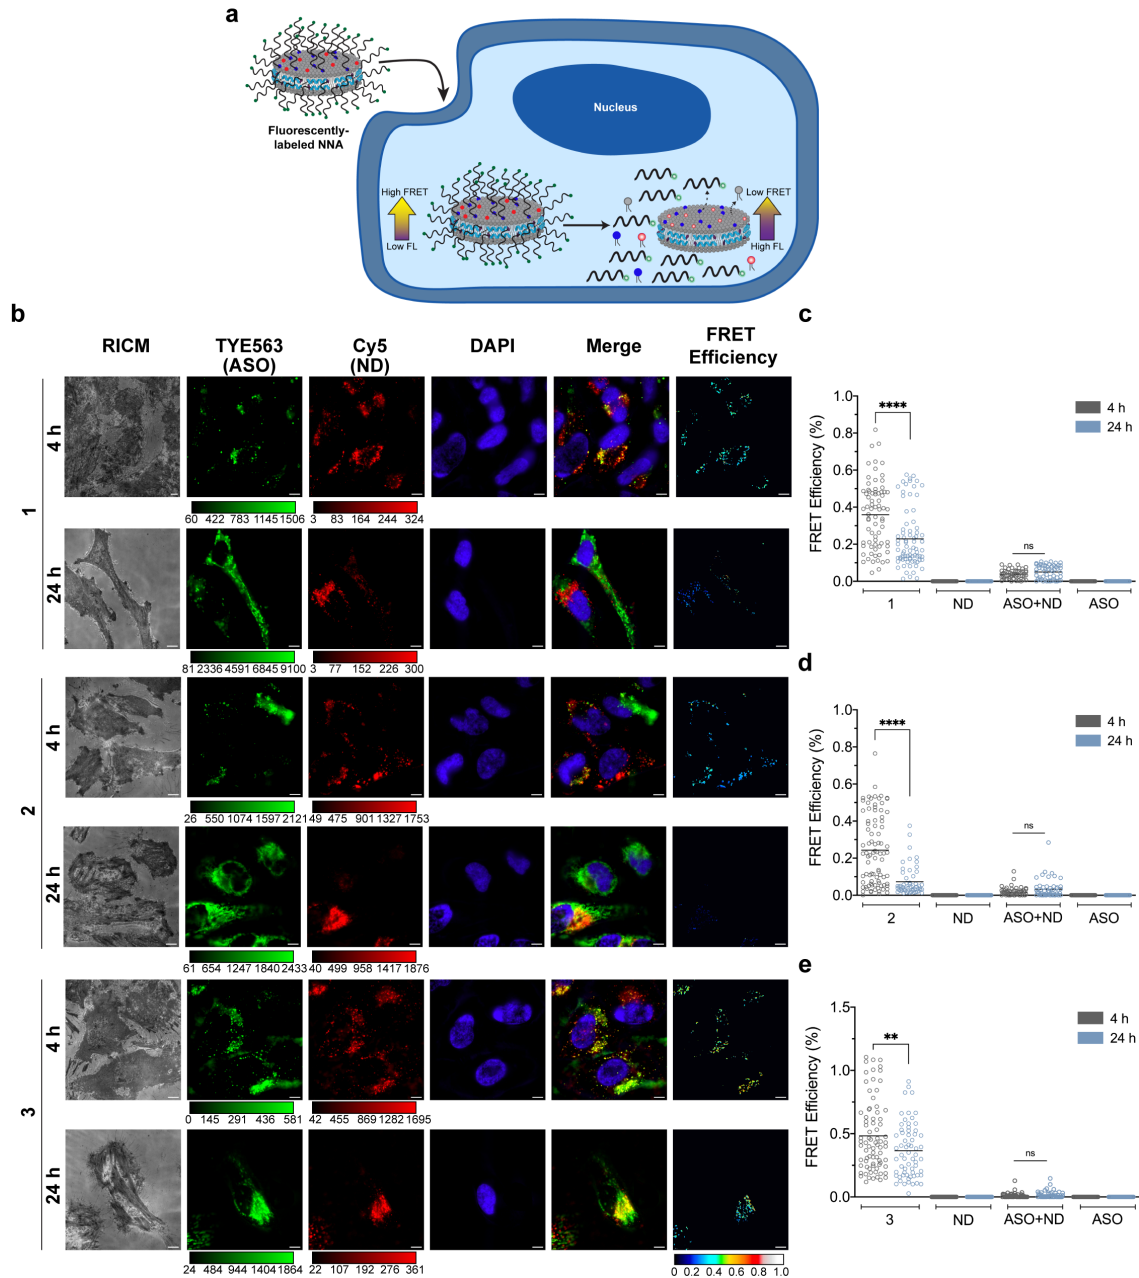 a
Fluorescently-
labeled NNA
Nucleus
High FRET
Low FL
Low FRET
High FL
b
RICM
TYE563
(ASO)
Cy5
(ND)
DAPI
Merge
FRET
Efficiency
1
4 h
60 422 783 1145 1506
3 83 164 244 324
24 h
81 2336 4591 6845 9100
3 77 152 226 300
2
4 h
26 550 1074 1597 2121
49 475 901 1327 1753
24 h
61 654 1247 1840 2433
40 499 958 1417 1876
3
4 h
0 145 291 436 581
42 455 869 1282 1695
24 h
24 484 944 1404 1864
22 107 192 276 361
0 0.2 0.4 0.6 0.8 1.0
c
FRET Efficiency (%)
1.0
0.8
0.6
0.4
0.2
0.0
****
ns
4 h
24 h
1 ND ASO+ND ASO
d
FRET Efficiency (%)
1.0
0.8
0.6
0.4
0.2
0.0
****
ns
4 h
24 h
2 ND ASO+ND ASO
e
FRET Efficiency (%)
1.5
1.0
0.5
0.0
**
ns
4 h
24 h
3 ND ASO+ND ASO